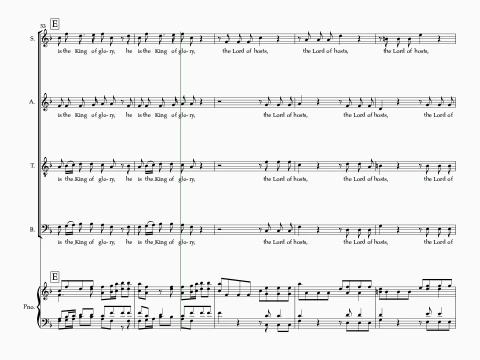 53
E
S.
is the King of glo-ry, he is the King of glo-ry, the Lord of hosts, the Lord of hosts, the Lord of hosts,
A.
is the King of glo-ry, he is the King of glo-ry, the Lord of hosts, the Lord of hosts, the Lord of
T.
is the King of glo-ry, he is the King of glo-ry, the Lord of hosts, the Lord of hosts, the Lord of
B.
is the King of glo-ry, he is the King of glo-ry, the Lord of hosts, the Lord of hosts, the Lord of
E
Pno.